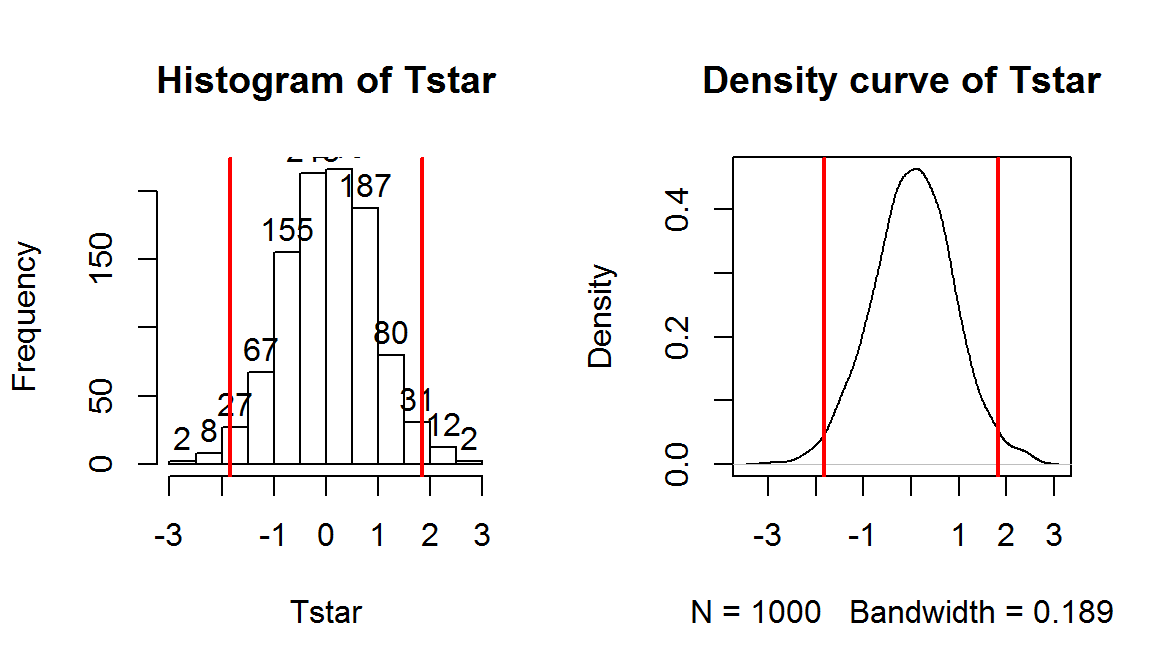 Histogram of Tstar
Frequency
0 50 150
2 8 27 67 155 187 80 31 12 2
-3 -1 0 1 2 3
Tstar
Density curve of Tstar
Density
0.0 0.2 0.4
-3 -1 1 2 3
N = 1000 Bandwidth = 0.189